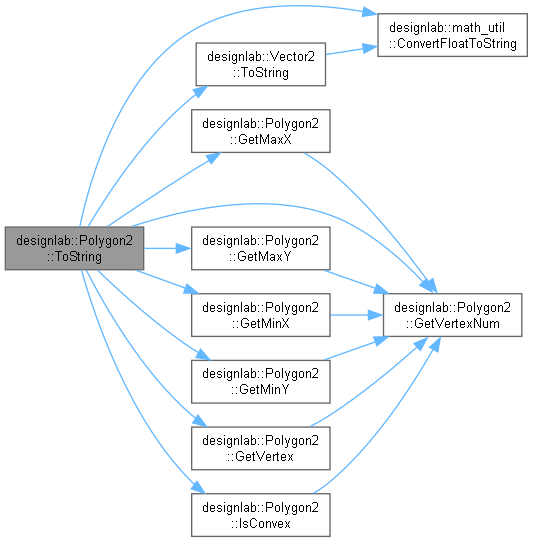 designlab::Polygon2
::ToString
designlab::math_util
::ConvertFloatToString
designlab::Vector2
::ToString
designlab::Polygon2
::GetMaxX
designlab::Polygon2
::GetMaxY
designlab::Polygon2
::GetMinX
designlab::Polygon2
::GetMinY
designlab::Polygon2
::GetVertex
designlab::Polygon2
::IsConvex
designlab::Polygon2
::GetVertexNum